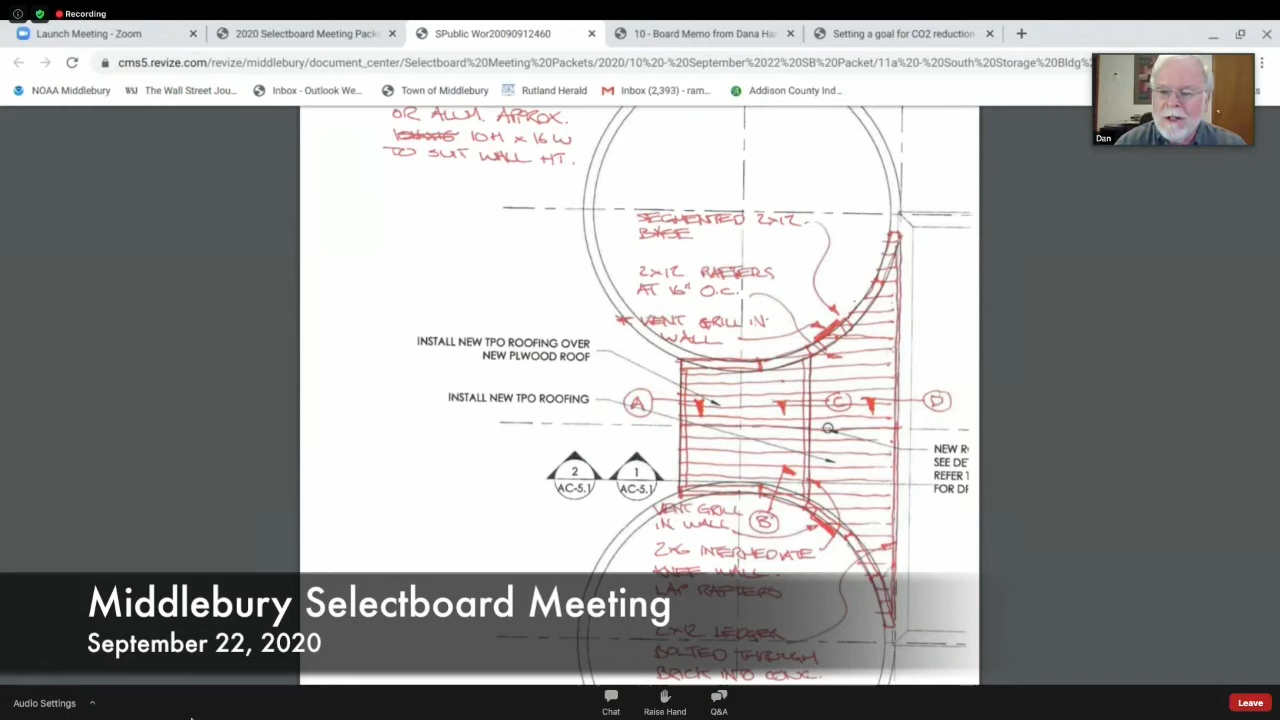 Recording
Launch Meeting - Zoom
2020 Selectboard Meeting Packe
SPublic Wor20090912460
10 - Board Memo from Dana Har
Setting a goal for CO2 reduction
cms5.revize.com/revize/middlebury/document_center/Selectboard%20Meeting%20Packets/2020/10%20-%20September%2022%20SB%20Packet/11a%20-%20South%20Storage%20Bldg%
NOAA Middlebury
WSJ The Wall Street Jou...
Inbox - Outlook We...
Town of Middlebury
Rutland Herald
Inbox (2,393) - ram...
Addison County Ind...
Dan
OR ALUM. APPROX.
10H x 16W
TO SUIT WALL HT.
SEGMENTED 2x12
BASE
2x12 RAFTERS
AT 16" O.C.
* VENT GRILL IN
WALL
INSTALL NEW TPO ROOFING OVER
NEW PLWOOD ROOF
INSTALL NEW TPO ROOFING
A
C
D
2
AC-5.1
1
AC-5.1
NEW R
SEE DE
REFER T
FOR DR
VENT GRILL
IN WALL
B
2x6 INTERMEDIATE
KNEE WALL.
LAP RAFTERS
2x12 LEDGER
BOLTED THROUGH
BRICK INTO CONC.
Middlebury Selectboard Meeting
September 22, 2020
Audio Settings
Chat
Raise Hand
Q&A
Leave